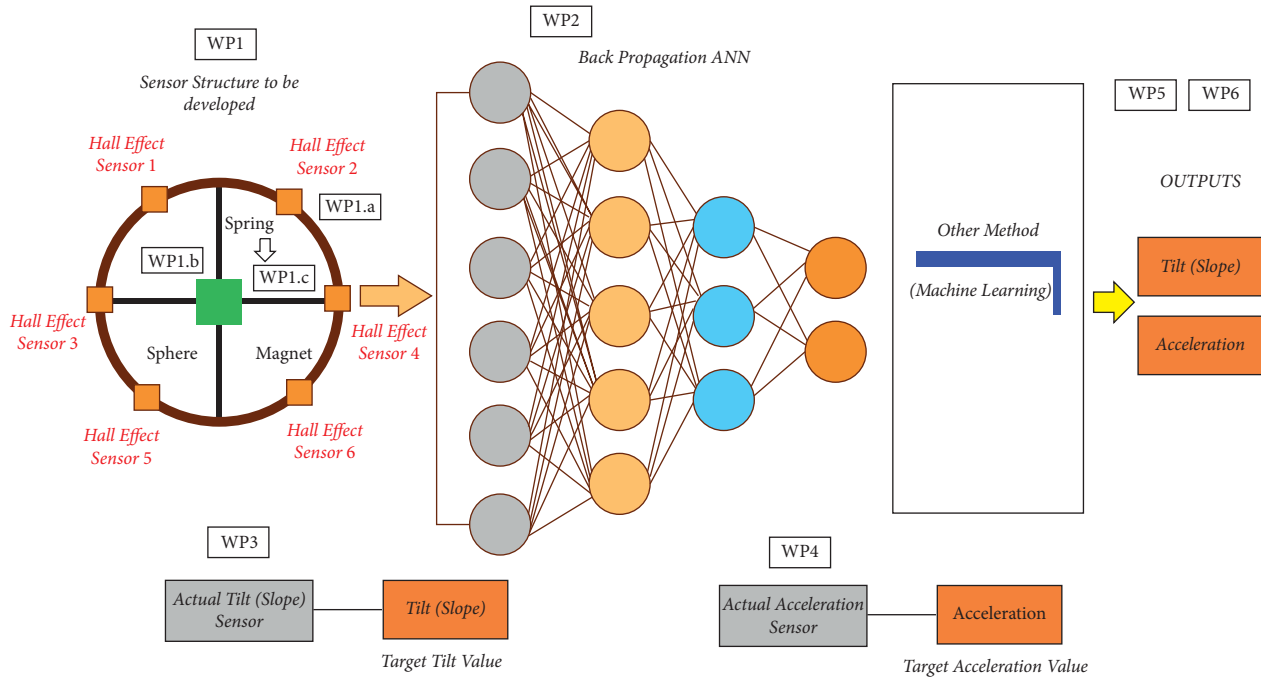 WP1
Sensor Structure to be
developed
Hall Effect
Sensor 1
Hall Effect
Sensor 2
WP1.a
Spring
WP1.b
WP1.c
Hall Effect
Sensor 3
Hall Effect
Sensor 4
Sphere
Magnet
Hall Effect
Sensor 5
Hall Effect
Sensor 6
WP2
Back Propagation ANN
Other Method
(Machine Learning)
WP5
WP6
OUTPUTS
Tilt (Slope)
Acceleration
WP3
Actual Tilt (Slope)
Sensor
Tilt (Slope)
Target Tilt Value
WP4
Actual Acceleration
Sensor
Acceleration
Target Acceleration Value